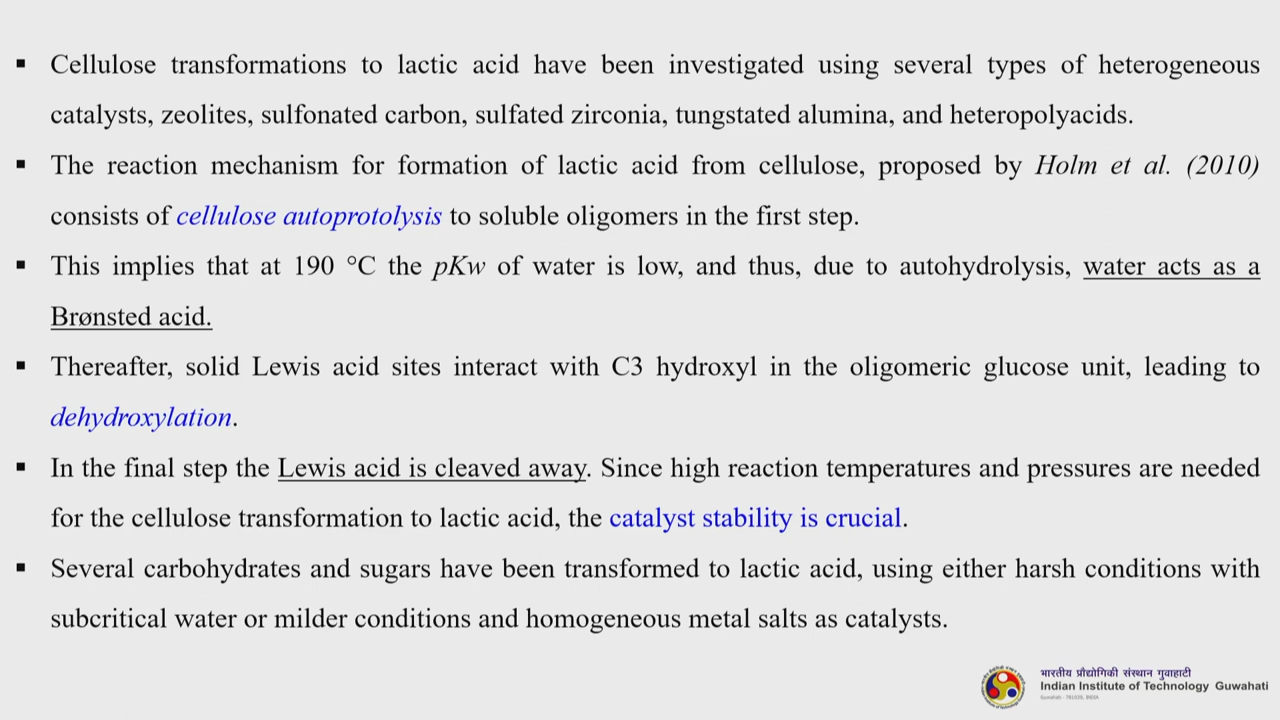 ▪ Cellulose transformations to lactic acid have been investigated using several types of heterogeneous
catalysts, zeolites, sulfonated carbon, sulfated zirconia, tungstated alumina, and heteropolyacids.
▪ The reaction mechanism for formation of lactic acid from cellulose, proposed by Holm et al. (2010)
consists of cellulose autoprotolysis to soluble oligomers in the first step.
▪ This implies that at 190 °C the pKw of water is low, and thus, due to autohydrolysis, water acts as a
Brønsted acid.
▪ Thereafter, solid Lewis acid sites interact with C3 hydroxyl in the oligomeric glucose unit, leading to
dehydroxylation.
▪ In the final step the Lewis acid is cleaved away. Since high reaction temperatures and pressures are needed
for the cellulose transformation to lactic acid, the catalyst stability is crucial.
▪ Several carbohydrates and sugars have been transformed to lactic acid, using either harsh conditions with
subcritical water or milder conditions and homogeneous metal salts as catalysts.
भारतीय प्रौद्योगिकी संस्थान गुवाहाटी
Indian Institute of Technology Guwahati
Guwahati - 781039, INDIA